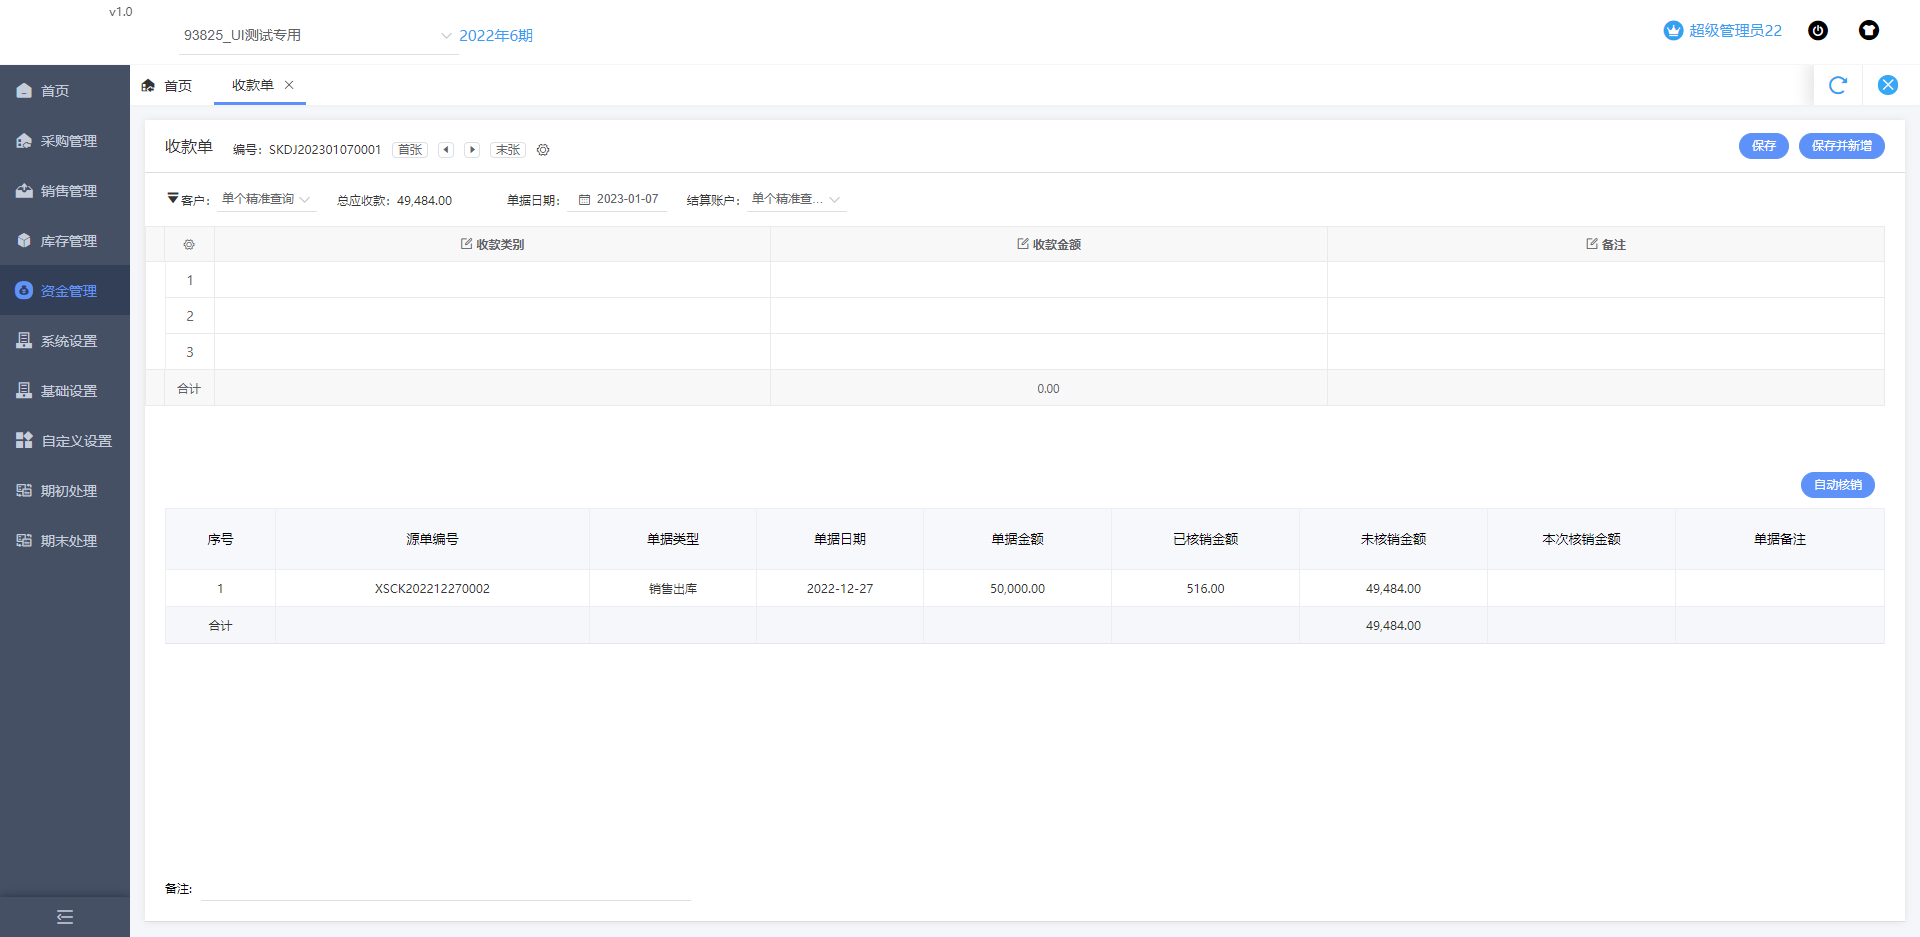 v1.0
93825_UI测试专用 2022年6期 超级管理员22
首页
采购管理
销售管理
库存管理
资金管理
系统设置
基础设置
自定义设置
期初处理
期末处理
首页 收款单
收款单 编号：SKDJ202301070001 首张 末张 保存 保存并新增
客户： 单个精准查询 总应收款：49,484.00 单据日期： 2023-01-07 结算账户： 单个精准查...
收款类别 收款金额 备注
1
2
3
合计 0.00
自动核销
序号 源单编号 单据类型 单据日期 单据金额 已核销金额 未核销金额 本次核销金额 单据备注
1 XSCK202212270002 销售出库 2022-12-27 50,000.00 516.00 49,484.00
合计 49,484.00
备注: